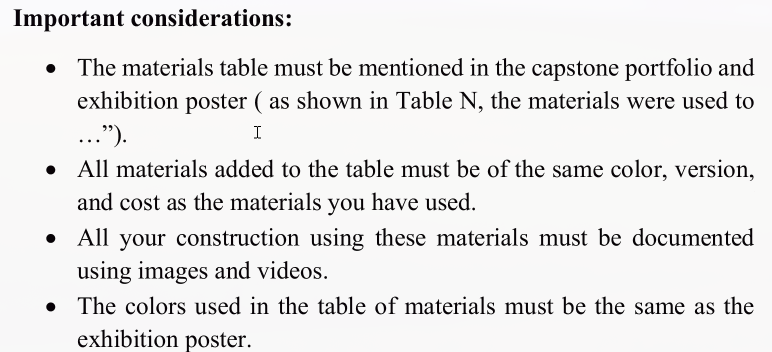 Important considerations:
• The materials table must be mentioned in the capstone portfolio and
exhibition poster ( as shown in Table N, the materials were used to
…”).
• All materials added to the table must be of the same color, version,
and cost as the materials you have used.
• All your construction using these materials must be documented
using images and videos.
• The colors used in the table of materials must be the same as the
exhibition poster.